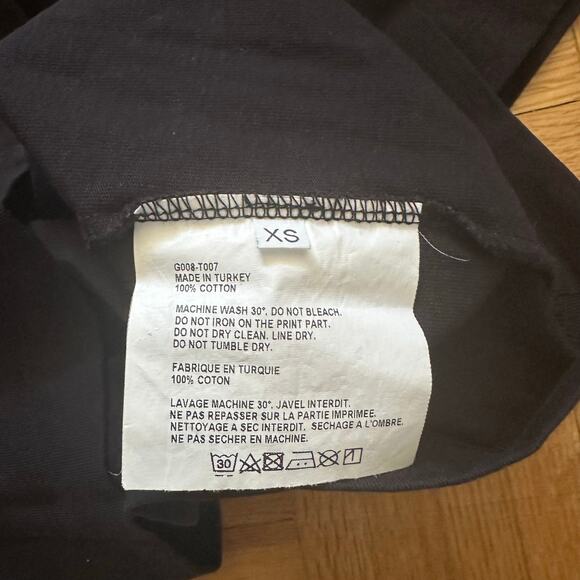 XS
G008-T007
MADE IN TURKEY
100% COTTON
MACHINE WASH 30°. DO NOT BLEACH.
DO NOT IRON ON THE PRINT PART.
DO NOT DRY CLEAN. LINE DRY.
DO NOT TUMBLE DRY.
FABRIQUE EN TURQUIE
100% COTON
LAVAGE MACHINE 30°. JAVEL INTERDIT.
NE PAS REPASSER SUR LA PARTIE IMPRIMEE.
NETTOYAGE A SEC INTERDIT. SECHAGE A L'OMBRE.
NE PAS SECHER EN MACHINE.
30